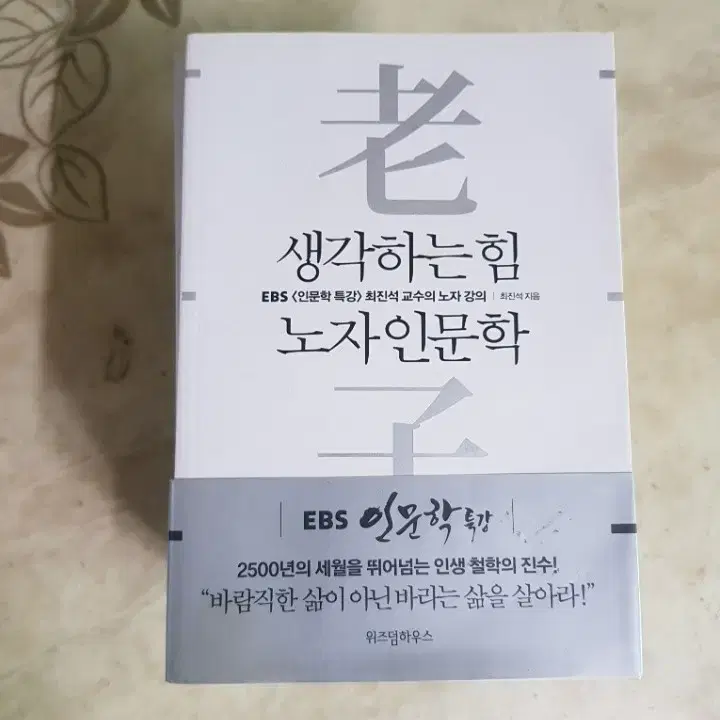 老
생각하는 힘
EBS 〈인문학 특강〉 최진석 교수의 노자 강의 | 최진석 지음
노자인문학
子
EBS 인문학 특강
2500년의 세월을 뛰어넘는 인생 철학의 진수!
“바람직한 삶이 아닌 바라는 삶을 살아라!”
위즈덤하우스